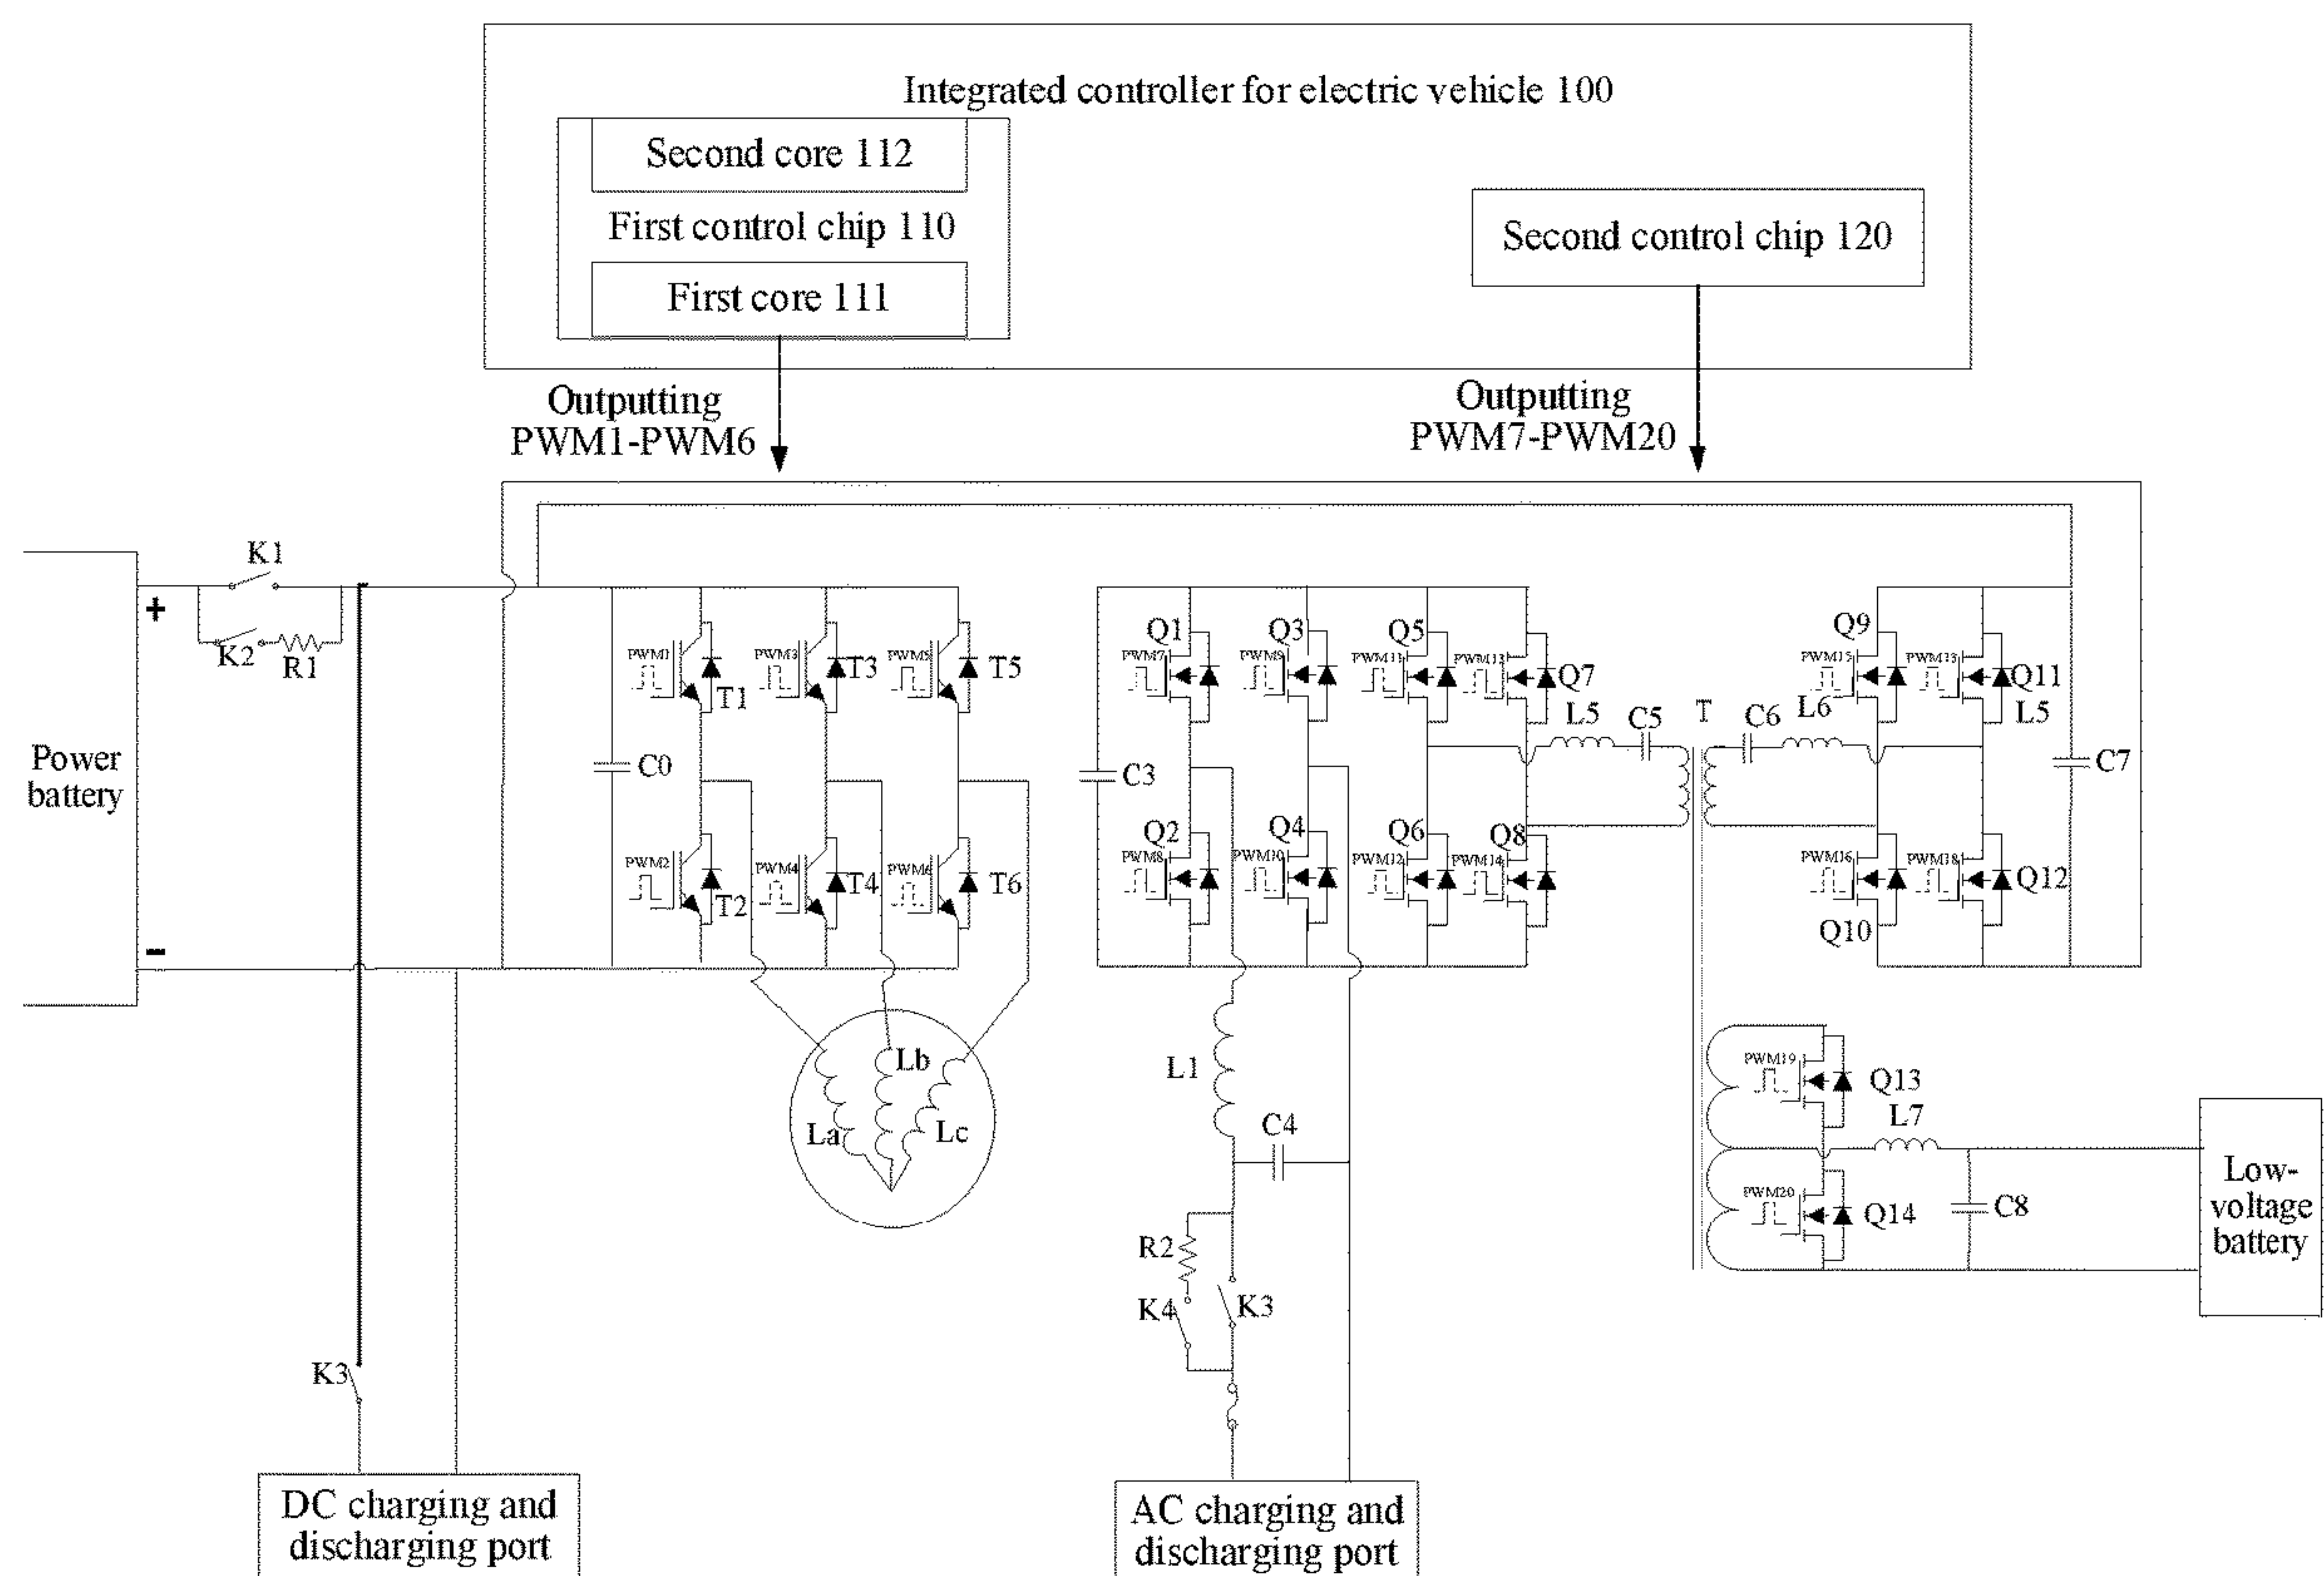 Integrated controller for electric vehicle 100
Second core 112
First control chip 110
First core 111
Second control chip 120
Outputting
PWM1-PWM6
Outputting
PWM7-PWM20
Power
battery
+
-
K1
K2
R1
C0
PWM1
T1
PWM3
T3
PWM5
T5
PWM2
T2
PWM4
T4
PWM6
T6
La
Lb
Lc
C3
Q1
PWM7
Q3
PWM9
Q5
PWM11
PWM13
Q7
Q2
PWM8
Q4
PWM10
Q6
PWM12
Q8
PWM14
L5
C5
T
C6
L6
Q9
PWM15
Q11
L5
C7
PWM16
Q10
PWM18
Q12
L1
C4
R2
K4
K3
PWM19
Q13
L7
PWM20
Q14
C8
Low-
voltage
battery
K3
DC charging and
discharging port
AC charging and
discharging port